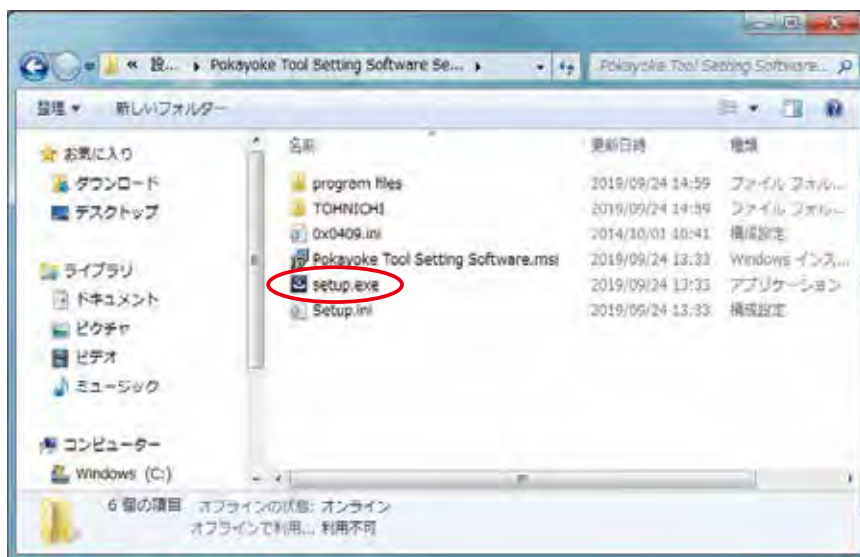 « 設... ▸ Pokayoke Tool Setting Software Se... ▸
Pokayoke Tool Setting Software...
整理 ▼ 新しいフォルダー
お気に入り
ダウンロード
デスクトップ
ライブラリ
ドキュメント
ピクチャ
ビデオ
ミュージック
コンピューター
Windows (C:)
名前 更新日時 種類
program files 2019/09/24 14:59 ファイル フォル...
TOHNICHI 2019/09/24 14:59 ファイル フォル...
0x0409.ini 2014/10/01 10:41 構成設定
Pokayoke Tool Setting Software.msi 2019/09/24 13:33 Windows インス...
setup.exe 2019/09/24 13:33 アプリケーション
Setup.ini 2019/09/24 13:33 構成設定
6 個の項目 オフラインの状態: オンライン
オフラインで利用... 利用不可